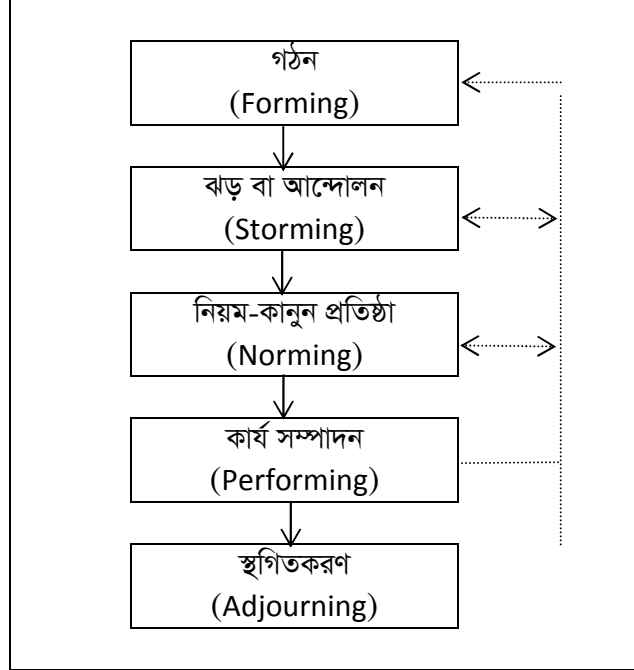 গঠন
(Forming)
ঝড় বা আন্দোলন
(Storming)
নিয়ম-কানুন প্রতিষ্ঠা
(Norming)
কার্য সম্পাদন
(Performing)
স্থগিতকরণ
(Adjourning)